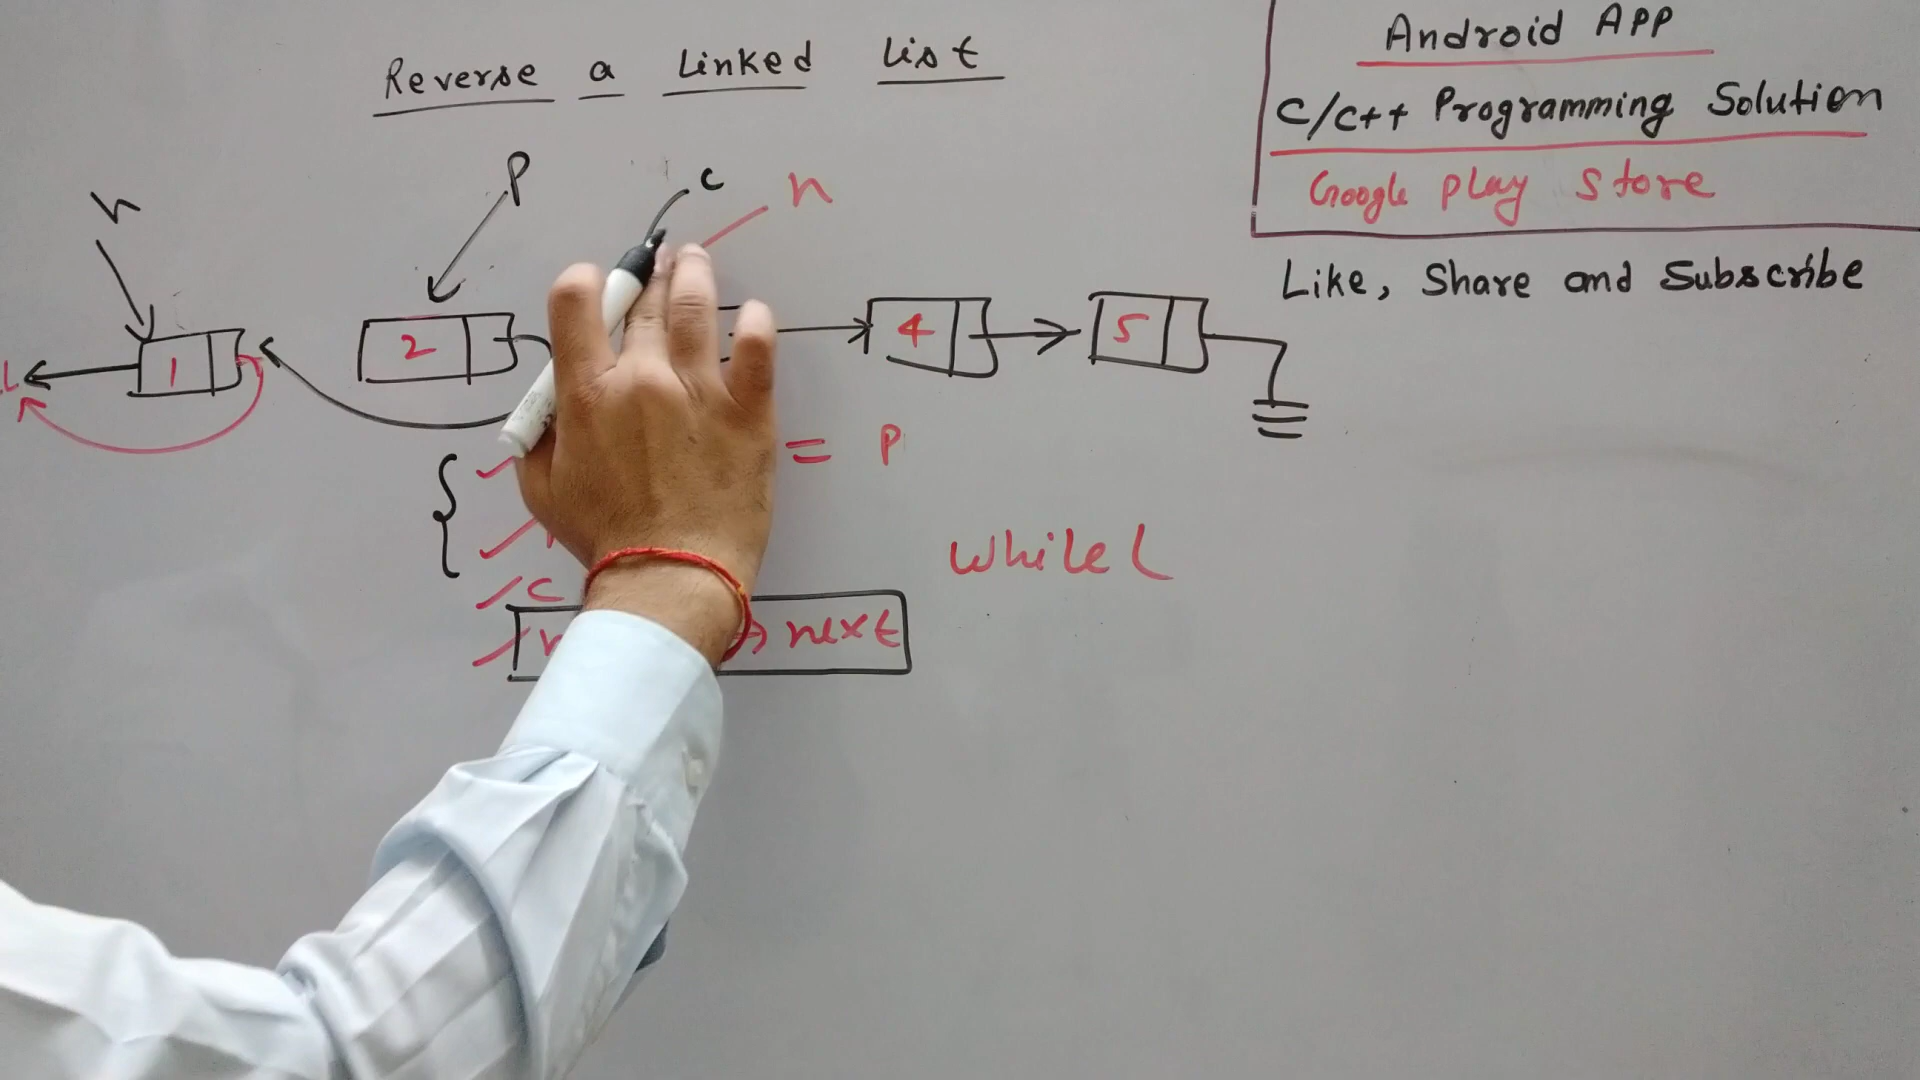 Reverse a Linked List
Android APP
C/C++ Programming Solution
Google Play Store
Like, Share and Subscribe
h
P
c
n
L
1
2
4
5
= P
while (
c
next